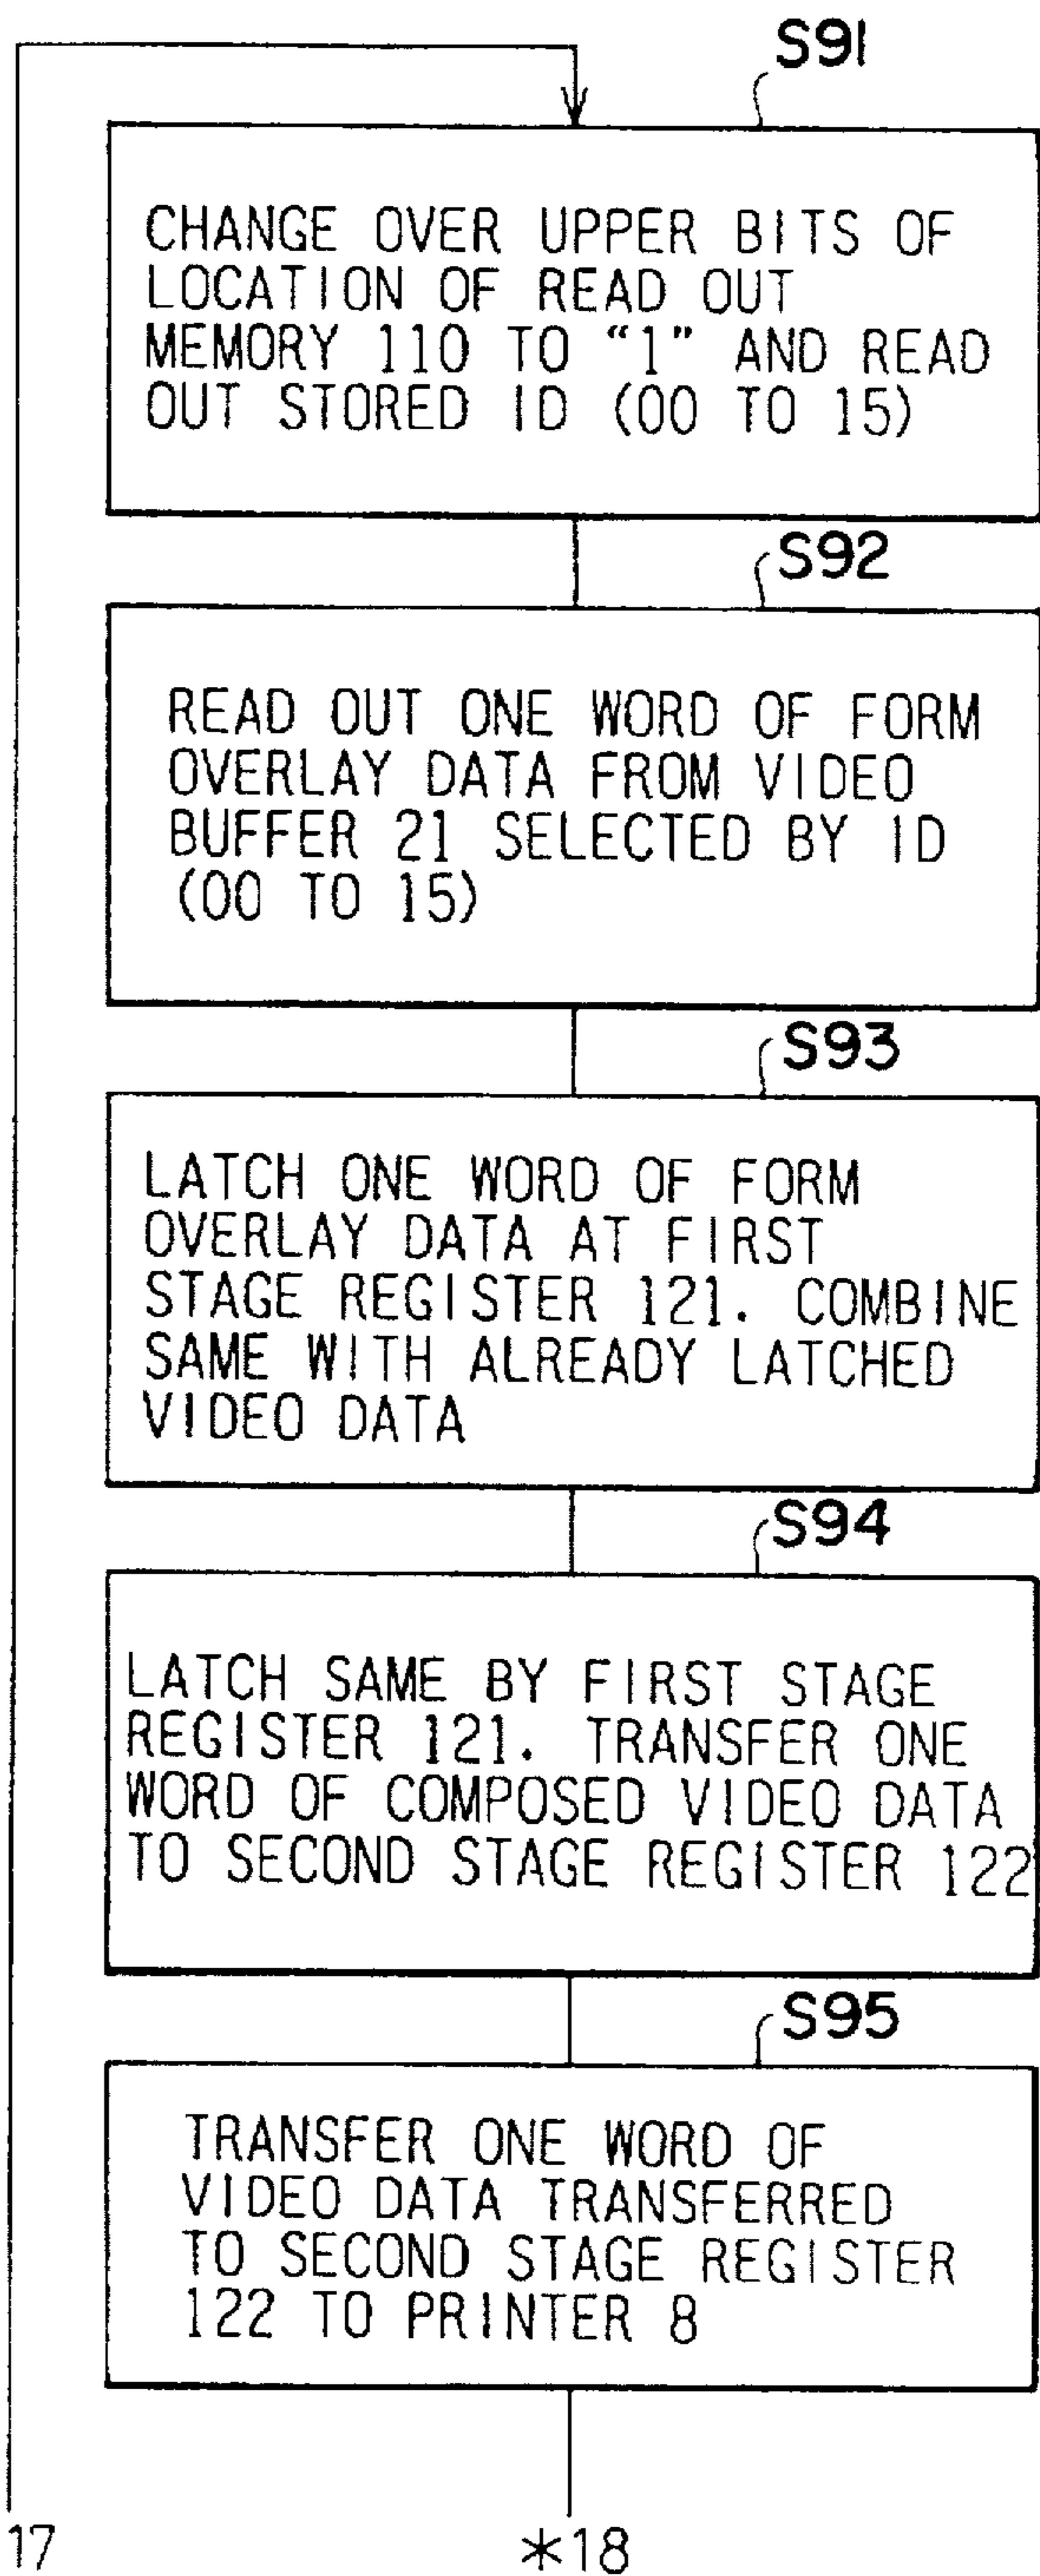 S91
CHANGE OVER UPPER BITS OF
LOCATION OF READ OUT
MEMORY 110 TO “1” AND READ
OUT STORED ID (00 TO 15)
S92
READ OUT ONE WORD OF FORM
OVERLAY DATA FROM VIDEO
BUFFER 21 SELECTED BY ID
(00 TO 15)
S93
LATCH ONE WORD OF FORM
OVERLAY DATA AT FIRST
STAGE REGISTER 121. COMBINE
SAME WITH ALREADY LATCHED
VIDEO DATA
S94
LATCH SAME BY FIRST STAGE
REGISTER 121. TRANSFER ONE
WORD OF COMPOSED VIDEO DATA
TO SECOND STAGE REGISTER 122
S95
TRANSFER ONE WORD OF
VIDEO DATA TRANSFERRED
TO SECOND STAGE REGISTER
122 TO PRINTER 8
17
*18